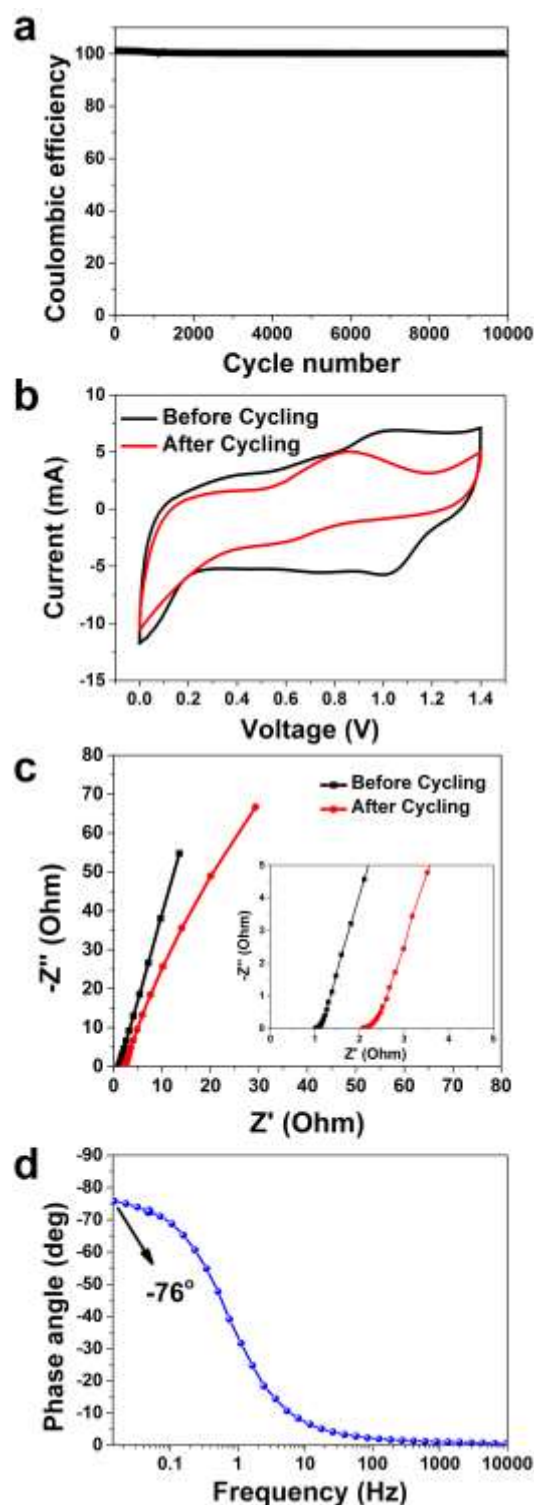 a
100
80
60
40
20
0
Coulombic efficiency
0 2000 4000 6000 8000 10000
Cycle number
b
10
5
0
-5
-10
-15
Current (mA)
Before Cycling
After Cycling
0.0 0.2 0.4 0.6 0.8 1.0 1.2 1.4
Voltage (V)
c
80
70
60
50
40
30
20
10
0
-Z'' (Ohm)
Before Cycling
After Cycling
5
4
3
2
1
0
-Z'' (Ohm)
0 1 2 3 4 5 6
Z' (Ohm)
0 10 20 30 40 50 60 70 80
Z' (Ohm)
d
-90
-80
-70
-60
-50
-40
-30
-20
-10
0
Phase angle (deg)
-76°
0.1 1 10 100 1000 10000
Frequency (Hz)